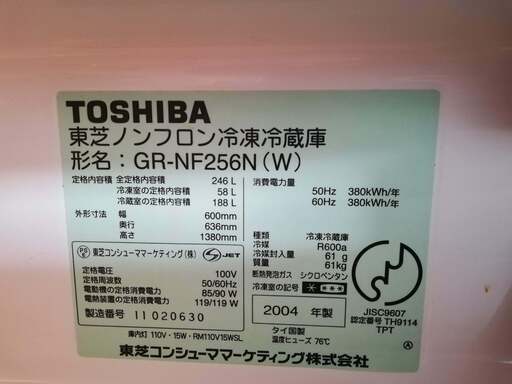 TOSHIBA
東芝ノンフロン冷凍冷蔵庫
形名：GR-NF256N(W)
定格内容積 全定格内容積 246 L
冷凍室の定格内容積 58 L
冷蔵室の定格内容積 188 L
外形寸法 幅 600mm
奥行 636mm
高さ 1380mm
消費電力量
50Hz 380kWh/年
60Hz 380kWh/年
東芝コンシューママーケティング(株)
JET
定格電圧 100V
定格周波数 50/60Hz
電動機の定格消費電力 85/90 W
電熱装置の定格消費電力 119/119 W
製造番号 11020630
種類 冷凍冷蔵庫
冷媒 R600a
冷媒封入量 61 g
質量 61kg
断熱発泡ガス シクロペンタン
冷凍室の記号
2004 年製
タイ国製
温度ヒューズ 76℃
JISC9607
認定番号 TH9114
TPT
庫内灯 110V・15W・RM110V15WSL
東芝コンシューママーケティング株式会社